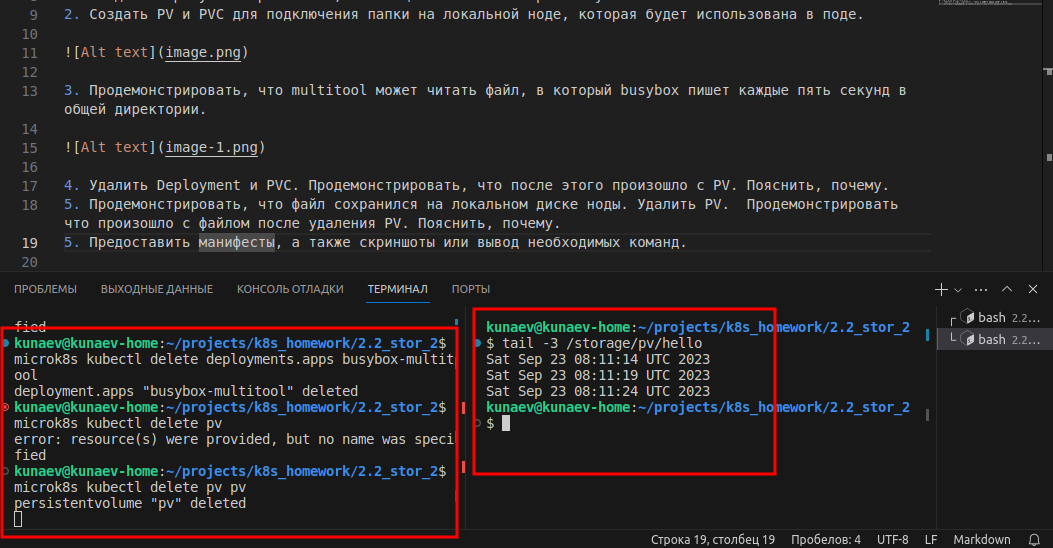 9 2. Создать PV и PVC для подключения папки на локальной ноде, которая будет использована в поде.
10
11 ![Alt text](image.png)
12
13 3. Продемонстрировать, что multitool может читать файл, в который busybox пишет каждые пять секунд в
общей директории.
14
15 ![Alt text](image-1.png)
16
17 4. Удалить Deployment и PVC. Продемонстрировать, что после этого произошло с PV. Пояснить, почему.
18 5. Продемонстрировать, что файл сохранился на локальном диске ноды. Удалить PV.  Продемонстрировать
что произошло с файлом после удаления PV. Пояснить, почему.
19 5. Предоставить манифесты, а также скриншоты или вывод необходимых команд.
20
ПРОБЛЕМЫ ВЫХОДНЫЕ ДАННЫЕ КОНСОЛЬ ОТЛАДКИ ТЕРМИНАЛ ПОРТЫ
fied
kunaev@kunaev-home:~/projects/k8s_homework/2.2_stor_2$
microk8s kubectl delete deployments.apps busybox-multit
ool
deployment.apps "busybox-multitool" deleted
kunaev@kunaev-home:~/projects/k8s_homework/2.2_stor_2$
microk8s kubectl delete pv
error: resource(s) were provided, but no name was speci
fied
kunaev@kunaev-home:~/projects/k8s_homework/2.2_stor_2$
microk8s kubectl delete pv pv
persistentvolume "pv" deleted
kunaev@kunaev-home:~/projects/k8s_homework/2.2_stor_2
$ tail -3 /storage/pv/hello
Sat Sep 23 08:11:14 UTC 2023
Sat Sep 23 08:11:19 UTC 2023
Sat Sep 23 08:11:24 UTC 2023
kunaev@kunaev-home:~/projects/k8s_homework/2.2_stor_2
$
bash 2.2...
bash 2.2...
Строка 19, столбец 19 Пробелов: 4 UTF-8 LF Markdown